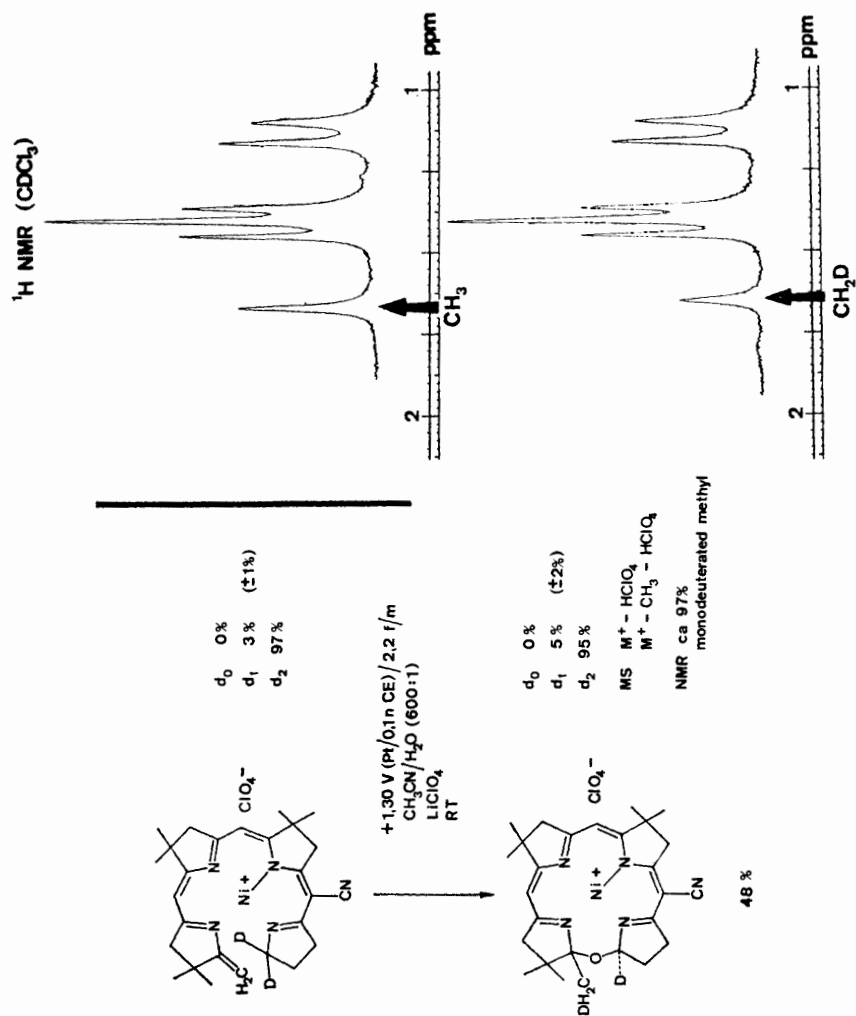 ¹H NMR (CDCl₃)
CH₃
2
1
ppm
CH₂D
2
1
ppm
d₀ 0%
d₁ 3% (±1%)
d₂ 97%
H₂C
D
D
N
N
N
N
Ni +
CN
ClO₄⁻
+1,30 V (Pt/0,1n CE)/2,2 f/m
CH₃CN/H₂O (600:1)
LiClO₄
RT
d₀ 0%
d₁ 5% (±2%)
d₂ 95%
MS M⁺ - HClO₄
M⁺ - CH₃ - HClO₄
NMR ca 97%
monodeuterated methyl
DH₂C
O
D
N
N
N
N
Ni +
CN
ClO₄⁻
48 %